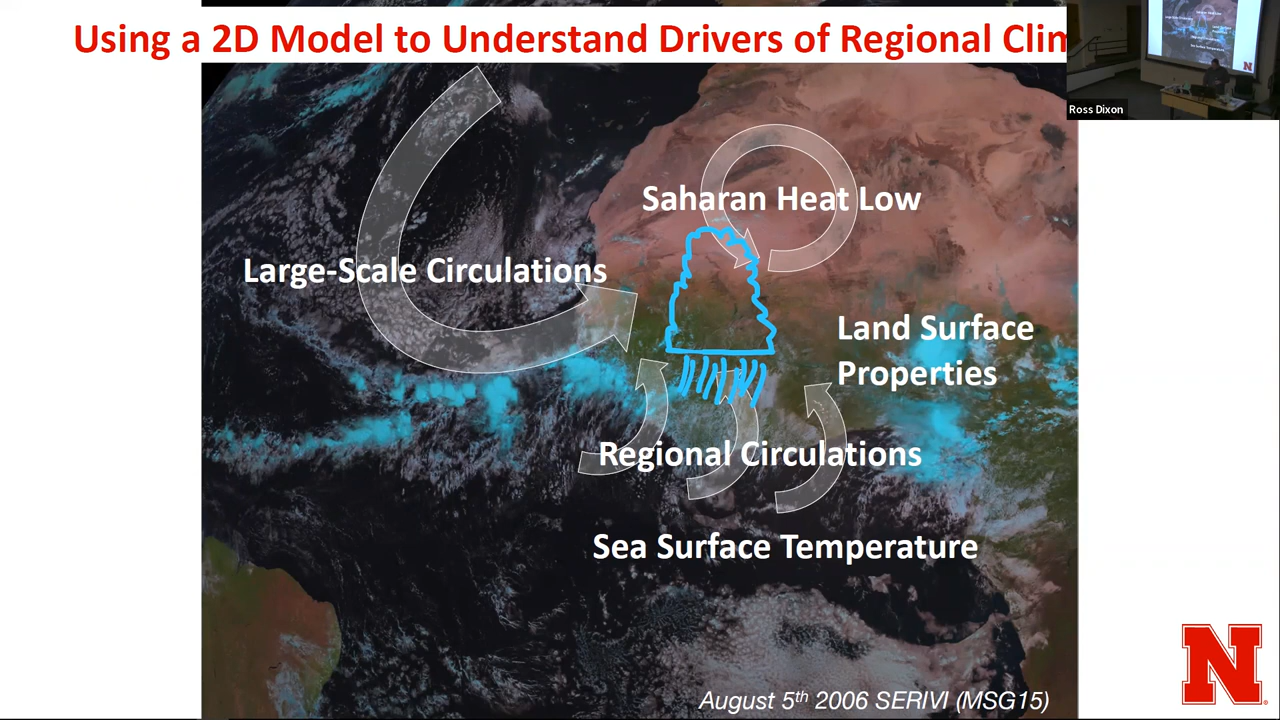 Using a 2D Model to Understand Drivers of Regional Clim
Ross Dixon
Saharan Heat Low
Large-Scale Circulations
Land Surface
Properties
Regional Circulations
Sea Surface Temperature
August 5th 2006 SERIVI (MSG15)
N